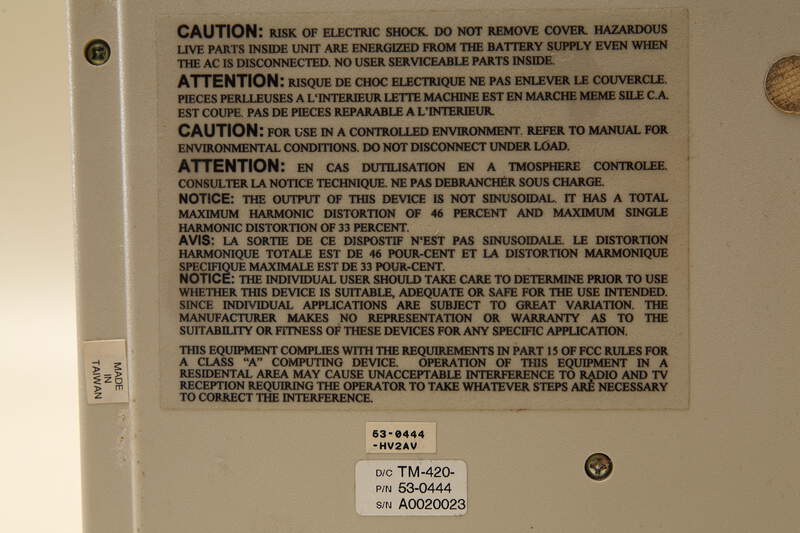 CAUTION: RISK OF ELECTRIC SHOCK. DO NOT REMOVE COVER. HAZARDOUS
LIVE PARTS INSIDE UNIT ARE ENERGIZED FROM THE BATTERY SUPPLY EVEN WHEN
THE AC IS DISCONNECTED. NO USER SERVICEABLE PARTS INSIDE.
ATTENTION: RISQUE DE CHOC ELECTRIQUE NE PAS ENLEVER LE COUVERCLE.
PIECES PERLLEUSES A L'INTERIEUR LETTE MACHINE EST EN MARCHE MEME SILE C.A.
EST COUPE. PAS DE PIECES REPARABLE A L'INTERIEUR.
CAUTION: FOR USE IN A CONTROLLED ENVIRONMENT. REFER TO MANUAL FOR
ENVIRONMENTAL CONDITIONS. DO NOT DISCONNECT UNDER LOAD.
ATTENTION: EN CAS DUTILISATION EN A TMOSPHERE CONTROLEE.
CONSULTER LA NOTICE TECHNIQUE. NE PAS DEBRANCHER SOUS CHARGE.
NOTICE: THE OUTPUT OF THIS DEVICE IS NOT SINUSOIDAL. IT HAS A TOTAL
MAXIMUM HARMONIC DISTORTION OF 46 PERCENT AND MAXIMUM SINGLE
HARMONIC DISTORTION OF 33 PERCENT.
AVIS: LA SORTIE DE CE DISPOSTIF N'EST PAS SINUSOIDALE. LE DISTORTION
HARMONIQUE TOTALE EST DE 46 POUR-CENT ET LA DISTORTION MARMONIQUE
SPECIFIQUE MAXIMALE EST DE 33 POUR-CENT.
NOTICE: THE INDIVIDUAL USER SHOULD TAKE CARE TO DETERMINE PRIOR TO USE
WHETHER THIS DEVICE IS SUITABLE, ADEQUATE OR SAFE FOR THE USE INTENDED.
SINCE INDIVIDUAL APPLICATIONS ARE SUBJECT TO GREAT VARIATION. THE
MANUFACTURER MAKES NO REPRESENTATION OR WARRANTY AS TO THE
SUITABILITY OR FITNESS OF THESE DEVICES FOR ANY SPECIFIC APPLICATION.
THIS EQUIPMENT COMPLIES WITH THE REQUIREMENTS IN PART 15 OF FCC RULES FOR
A CLASS "A" COMPUTING DEVICE. OPERATION OF THIS EQUIPMENT IN A
RESIDENTAL AREA MAY CAUSE UNACCEPTABLE INTERFERENCE TO RADIO AND TV
RECEPTION REQUIRING THE OPERATOR TO TAKE WHATEVER STEPS ARE NECESSARY
TO CORRECT THE INTERFERENCE.
MADE
IN
TAIWAN
53-0444
-HV2AV
D/C TM-420-
P/N 53-0444
S/N A0020023